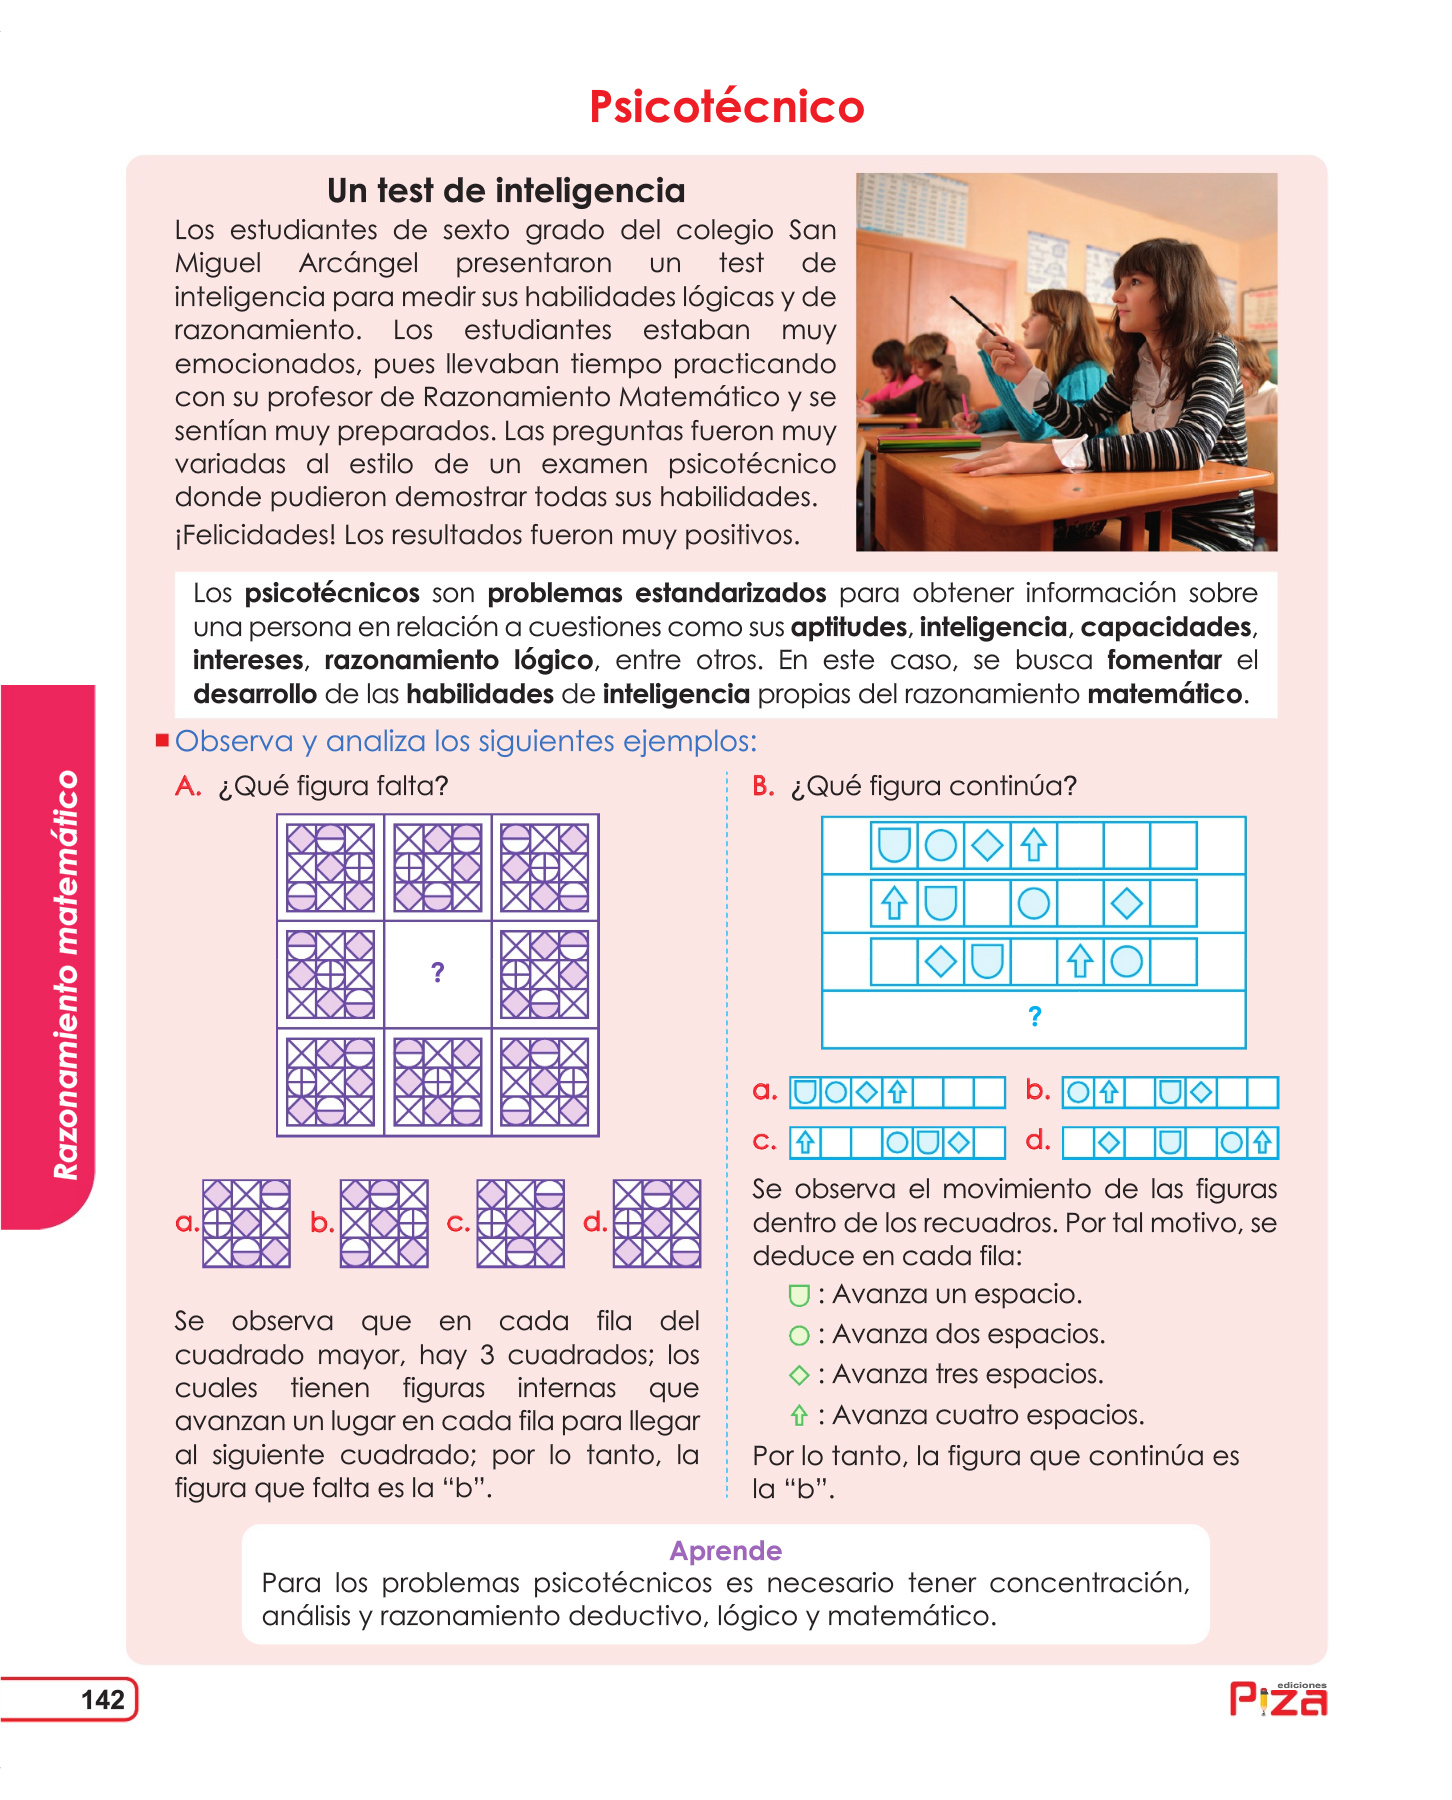 Psicotécnico
Un test de inteligencia
Los estudiantes de sexto grado del colegio San
Miguel Arcángel presentaron un test de
inteligencia para medir sus habilidades lógicas y de
razonamiento. Los estudiantes estaban muy
emocionados, pues llevaban tiempo practicando
con su profesor de Razonamiento Matemático y se
sentían muy preparados. Las preguntas fueron muy
variadas al estilo de un examen psicotécnico
donde pudieron demostrar todas sus habilidades.
¡Felicidades! Los resultados fueron muy positivos.
Los psicotécnicos son problemas estandarizados para obtener información sobre
una persona en relación a cuestiones como sus aptitudes, inteligencia, capacidades,
intereses, razonamiento lógico, entre otros. En este caso, se busca fomentar el
desarrollo de las habilidades de inteligencia propias del razonamiento matemático.
Observa y analiza los siguientes ejemplos:
A. ¿Qué figura falta?
?
a. b. c. d.
Se observa que en cada fila del
cuadrado mayor, hay 3 cuadrados; los
cuales tienen figuras internas que
avanzan un lugar en cada fila para llegar
al siguiente cuadrado; por lo tanto, la
figura que falta es la “b”.
B. ¿Qué figura continúa?
?
a. b.
c. d.
Se observa el movimiento de las figuras
dentro de los recuadros. Por tal motivo, se
deduce en cada fila:
: Avanza un espacio.
: Avanza dos espacios.
: Avanza tres espacios.
: Avanza cuatro espacios.
Por lo tanto, la figura que continúa es
la “b”.
Aprende
Para los problemas psicotécnicos es necesario tener concentración,
análisis y razonamiento deductivo, lógico y matemático.
Razonamiento matemático
142
ediciones
Piza